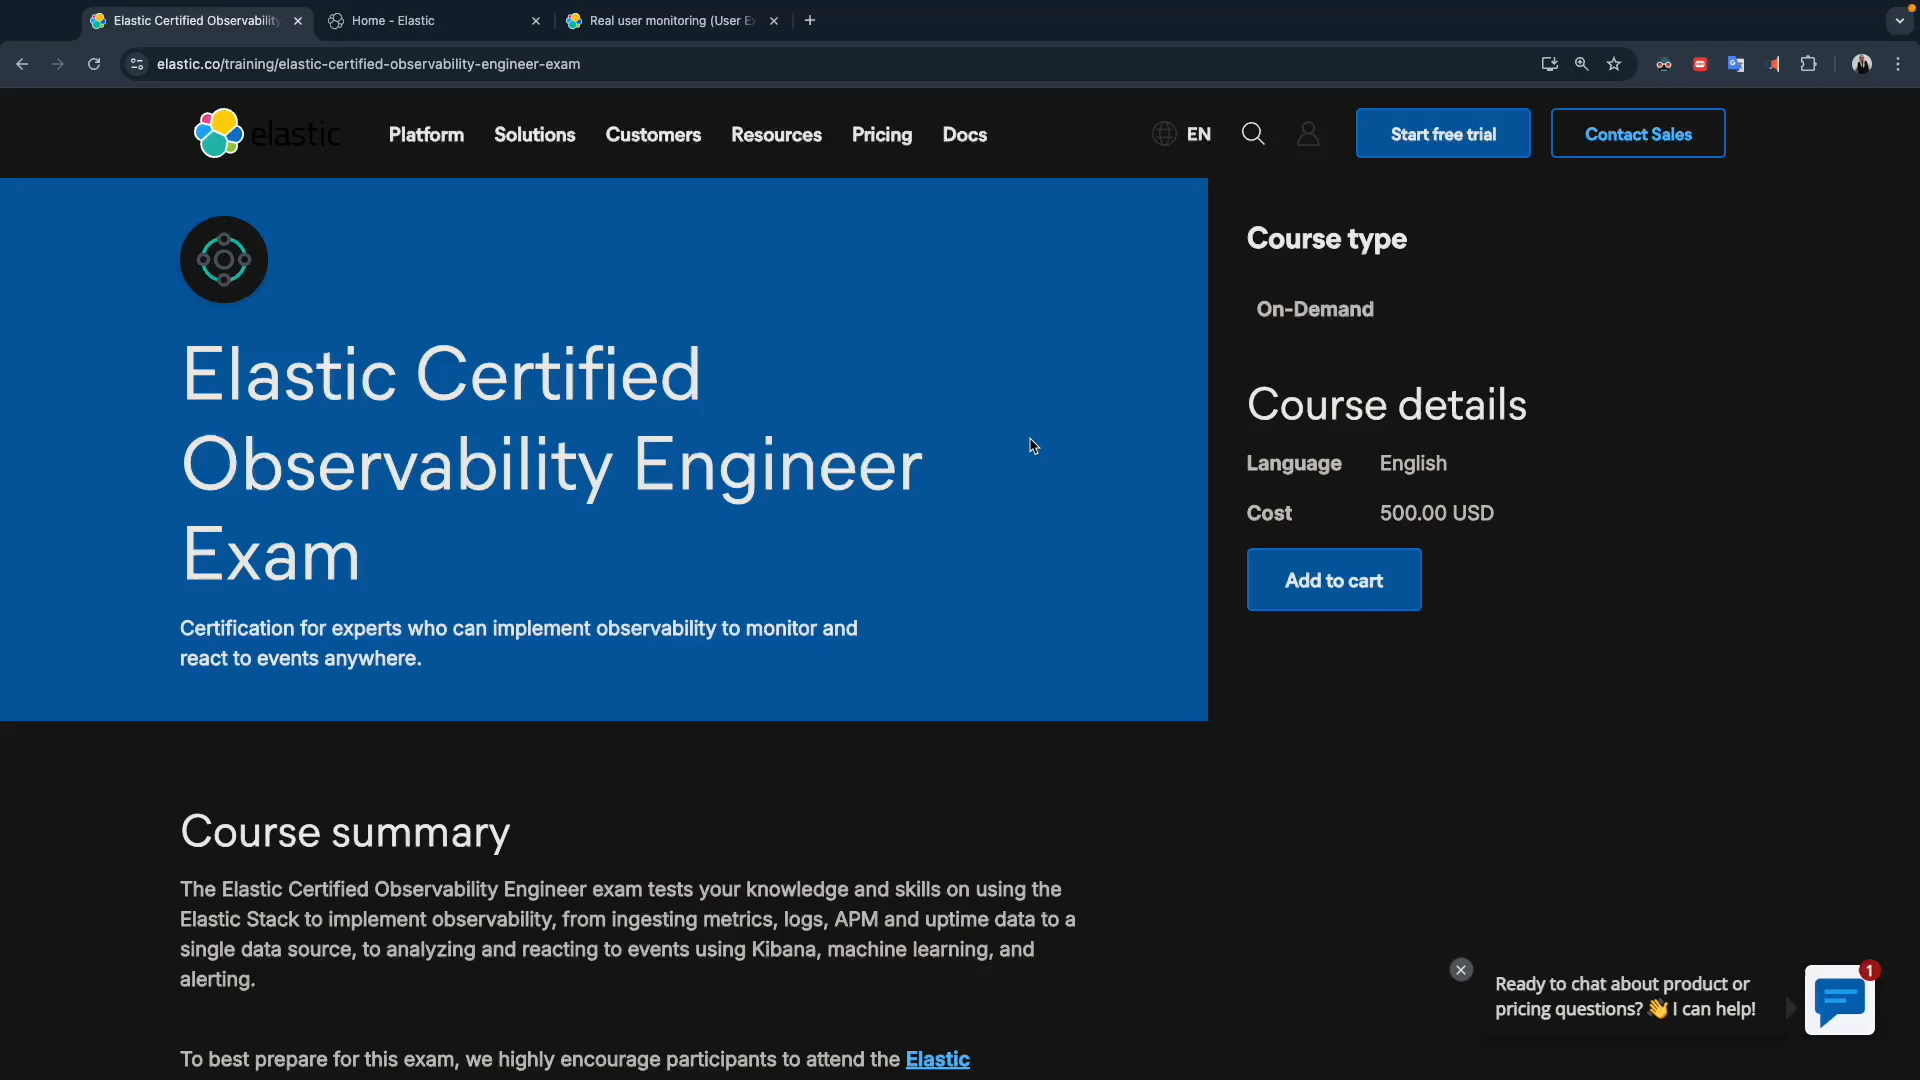 Elastic Certified Observability
Home - Elastic
Real user monitoring (User Ex
elastic.co/training/elastic-certified-observability-engineer-exam
elastic
Platform
Solutions
Customers
Resources
Pricing
Docs
EN
Start free trial
Contact Sales
Elastic Certified
Observability Engineer
Exam
Certification for experts who can implement observability to monitor and
react to events anywhere.
Course type
On-Demand
Course details
Language English
Cost 500.00 USD
Add to cart
Course summary
The Elastic Certified Observability Engineer exam tests your knowledge and skills on using the
Elastic Stack to implement observability, from ingesting metrics, logs, APM and uptime data to a
single data source, to analyzing and reacting to events using Kibana, machine learning, and
alerting.
To best prepare for this exam, we highly encourage participants to attend the Elastic
Ready to chat about product or
pricing questions? 👋 I can help!
1